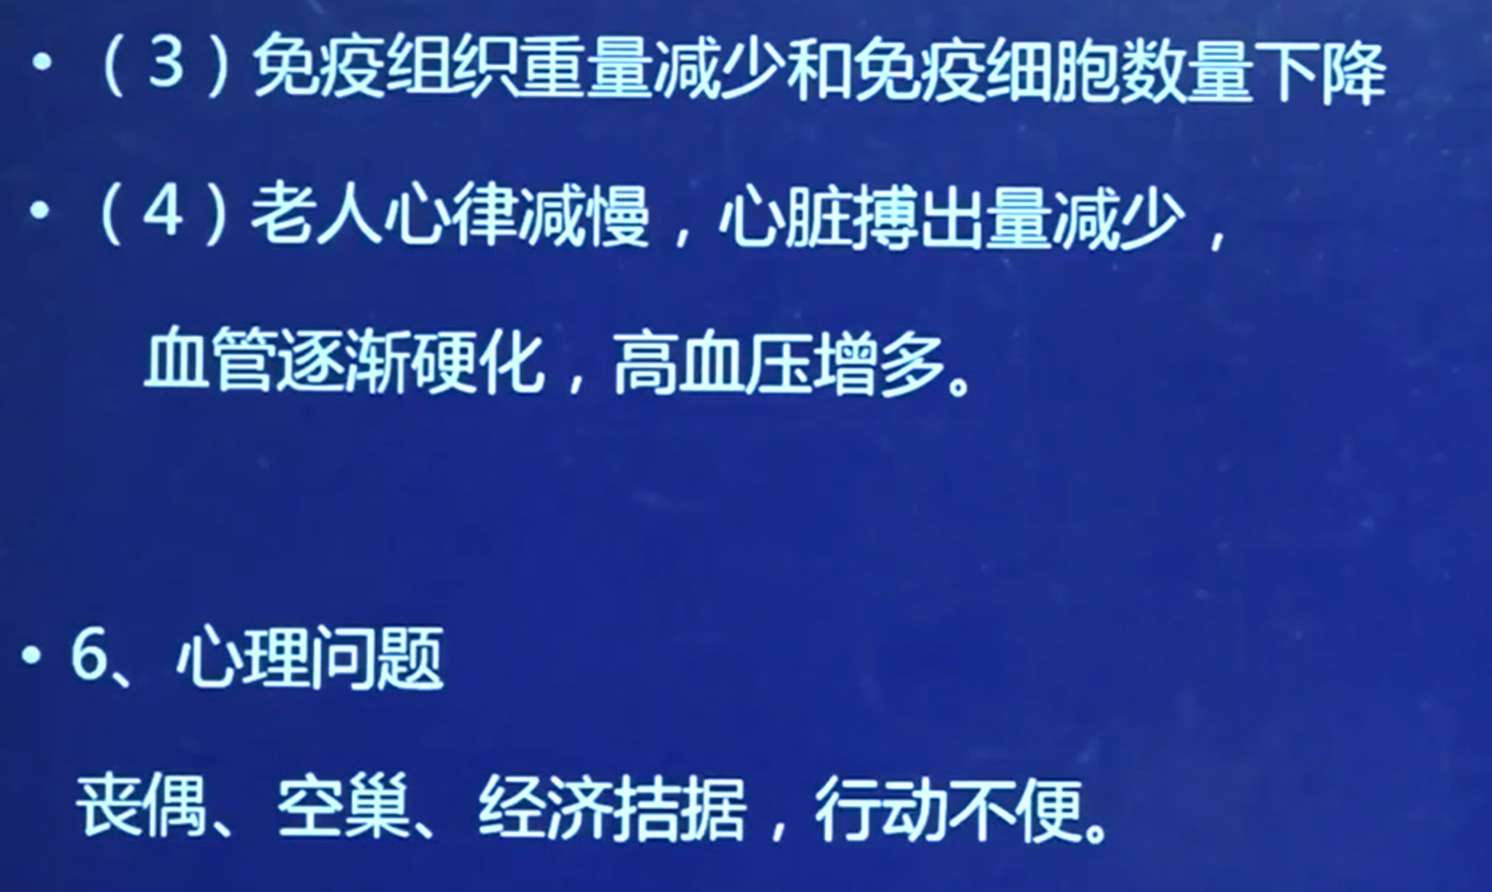 • （3）免疫组织重量减少和免疫细胞数量下降
• （4）老人心律减慢，心脏搏出量减少，
血管逐渐硬化，高血压增多。
• 6、心理问题
丧偶、空巢、经济拮据，行动不便。